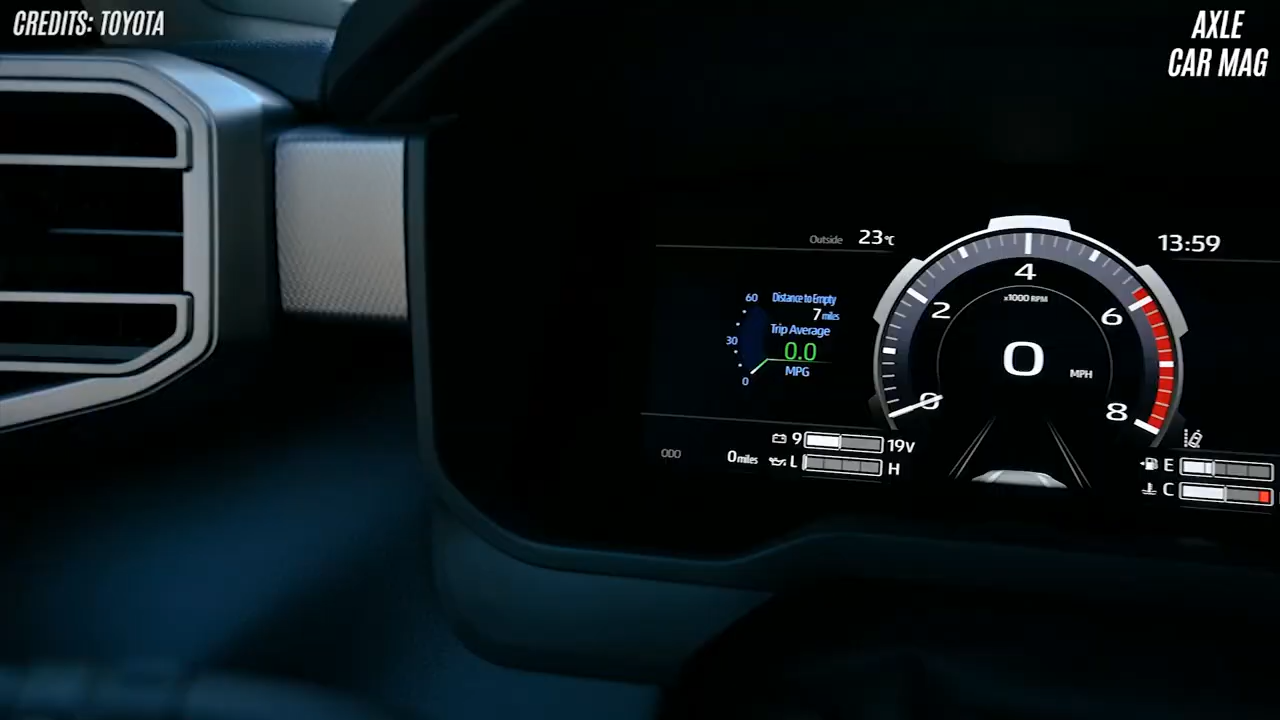 CREDITS: TOYOTA
AXLE
CAR MAG
Outside 23°C
13:59
60 Distance to Empty
7 miles
Trip Average
30
0.0
0
MPG
4
x1000 RPM
2
6
0
MPH
0
8
9
19V
ODO
0 miles
L
H
E
C